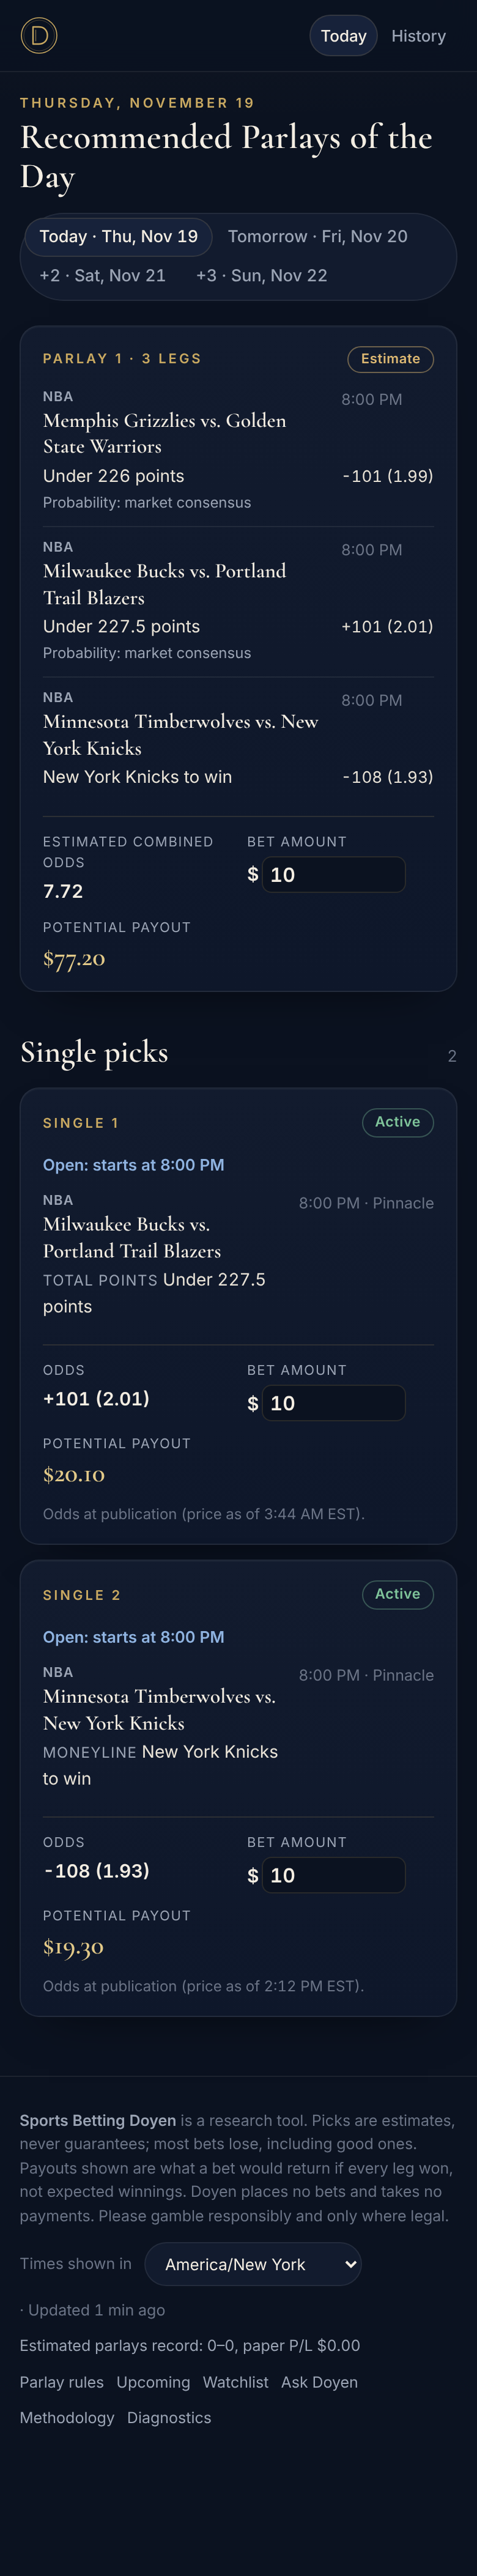 D
Today
History
THURSDAY, NOVEMBER 19
Recommended Parlays of the
Day
Today · Thu, Nov 19
Tomorrow · Fri, Nov 20
+2 · Sat, Nov 21
+3 · Sun, Nov 22
PARLAY 1 · 3 LEGS
Estimate
NBA
8:00 PM
Memphis Grizzlies vs. Golden
State Warriors
Under 226 points
-101 (1.99)
Probability: market consensus
NBA
8:00 PM
Milwaukee Bucks vs. Portland
Trail Blazers
Under 227.5 points
+101 (2.01)
Probability: market consensus
NBA
8:00 PM
Minnesota Timberwolves vs. New
York Knicks
New York Knicks to win
-108 (1.93)
ESTIMATED COMBINED
ODDS
7.72
BET AMOUNT
$ 10
POTENTIAL PAYOUT
$77.20
Single picks
2
SINGLE 1
Active
Open: starts at 8:00 PM
NBA
8:00 PM · Pinnacle
Milwaukee Bucks vs.
Portland Trail Blazers
TOTAL POINTS Under 227.5
points
ODDS
+101 (2.01)
BET AMOUNT
$ 10
POTENTIAL PAYOUT
$20.10
Odds at publication (price as of 3:44 AM EST).
SINGLE 2
Active
Open: starts at 8:00 PM
NBA
8:00 PM · Pinnacle
Minnesota Timberwolves vs.
New York Knicks
MONEYLINE New York Knicks
to win
ODDS
-108 (1.93)
BET AMOUNT
$ 10
POTENTIAL PAYOUT
$19.30
Odds at publication (price as of 2:12 PM EST).
Sports Betting Doyen is a research tool. Picks are estimates,
never guarantees; most bets lose, including good ones.
Payouts shown are what a bet would return if every leg won,
not expected winnings. Doyen places no bets and takes no
payments. Please gamble responsibly and only where legal.
Times shown in America/New York
· Updated 1 min ago
Estimated parlays record: 0–0, paper P/L $0.00
Parlay rules Upcoming Watchlist Ask Doyen
Methodology Diagnostics